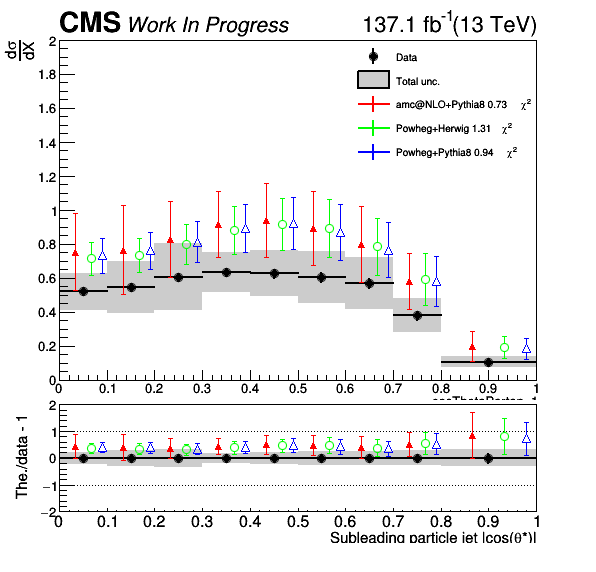 CMS Work In Progress 137.1 fb⁻¹(13 TeV)
dσ
dX
Data
Total unc.
amc@NLO+Pythia8 0.73 χ²
Powheg+Herwig 1.31 χ²
Powheg+Pythia8 0.94 χ²
2
1.8
1.6
1.4
1.2
1
0.8
0.6
0.4
0.2
0
0 0.1 0.2 0.3 0.4 0.5 0.6 0.7 0.8 0.9 1
The./data - 1
2
1
0
−1
−2
0 0.1 0.2 0.3 0.4 0.5 0.6 0.7 0.8 0.9 1
Subleading particle jet |cos(θ*)|